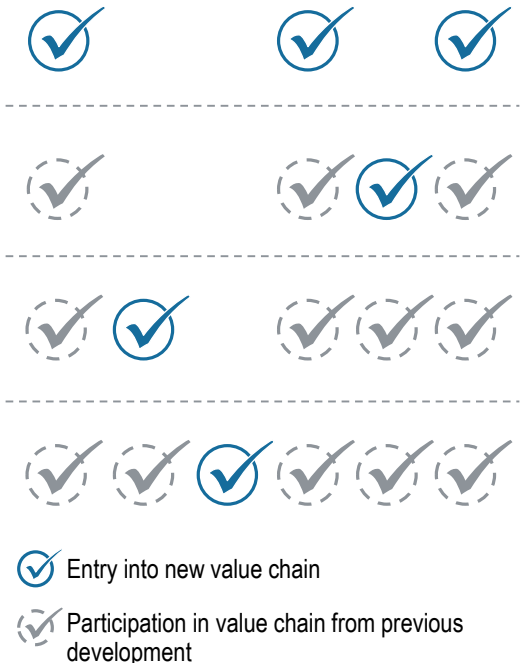 Entry into new value chain
Participation in value chain from previous
development